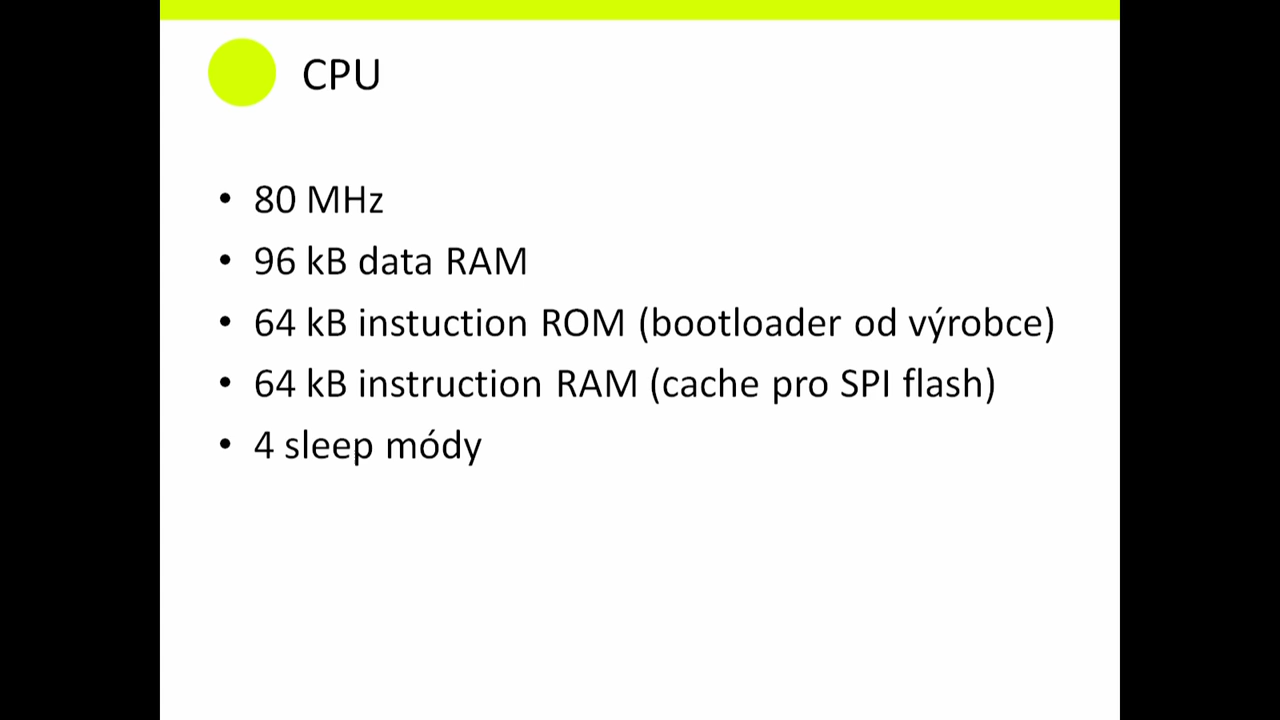 CPU
• 80 MHz
• 96 kB data RAM
• 64 kB instuction ROM (bootloader od výrobce)
• 64 kB instruction RAM (cache pro SPI flash)
• 4 sleep módy